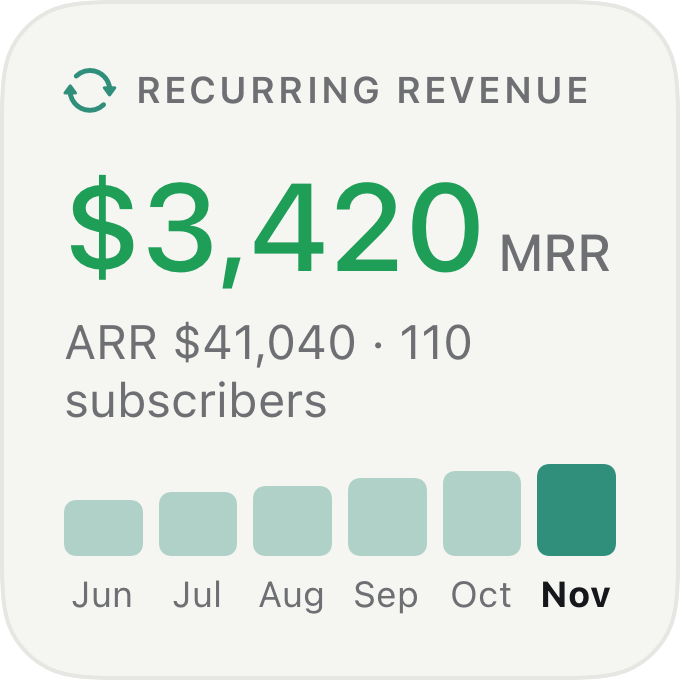 RECURRING REVENUE
$3,420 MRR
ARR $41,040 · 110
subscribers
Jun Jul Aug Sep Oct Nov